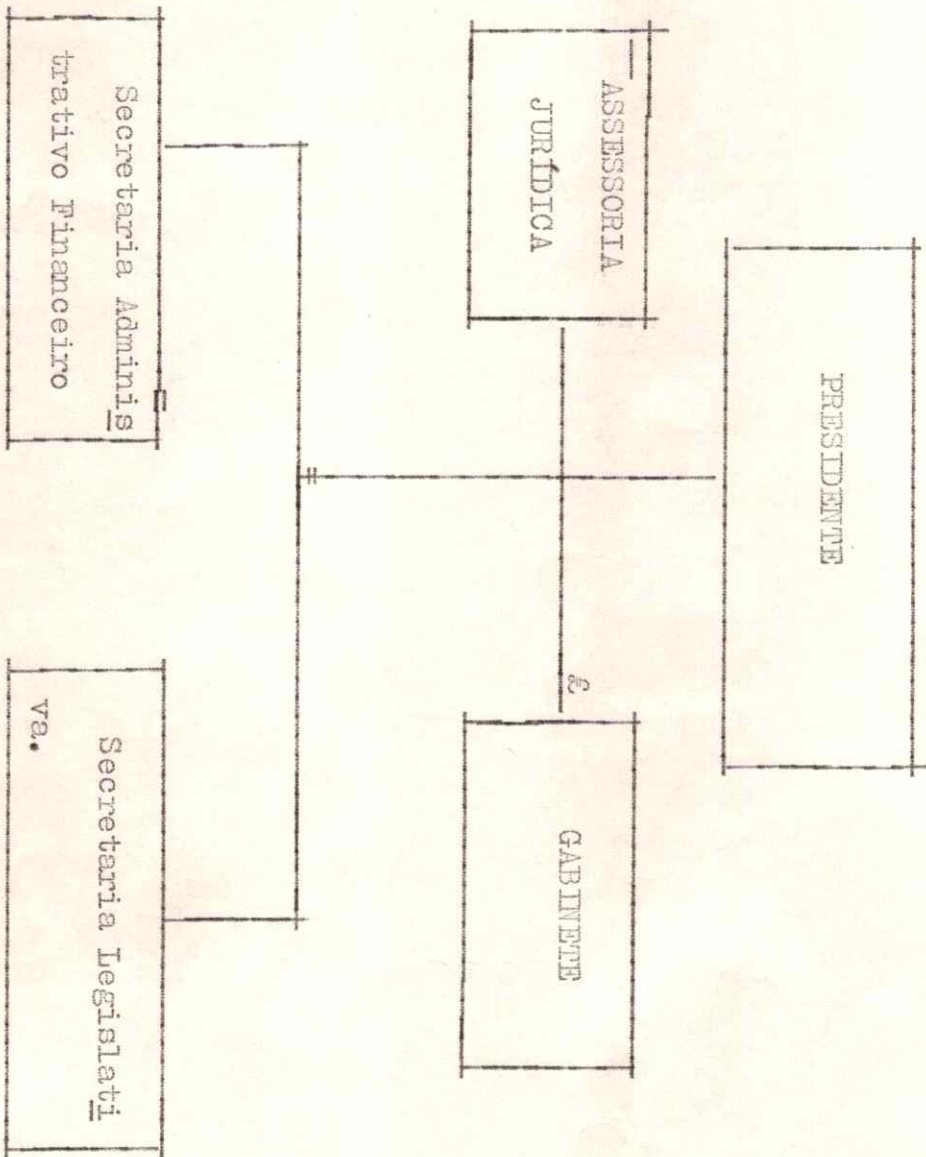 PRESIDENTE
ASSESSORIA
JURÍDICA
£
GABINETE
Secretaria Adminis
trativo Financeiro
Secretaria Legislati
va.